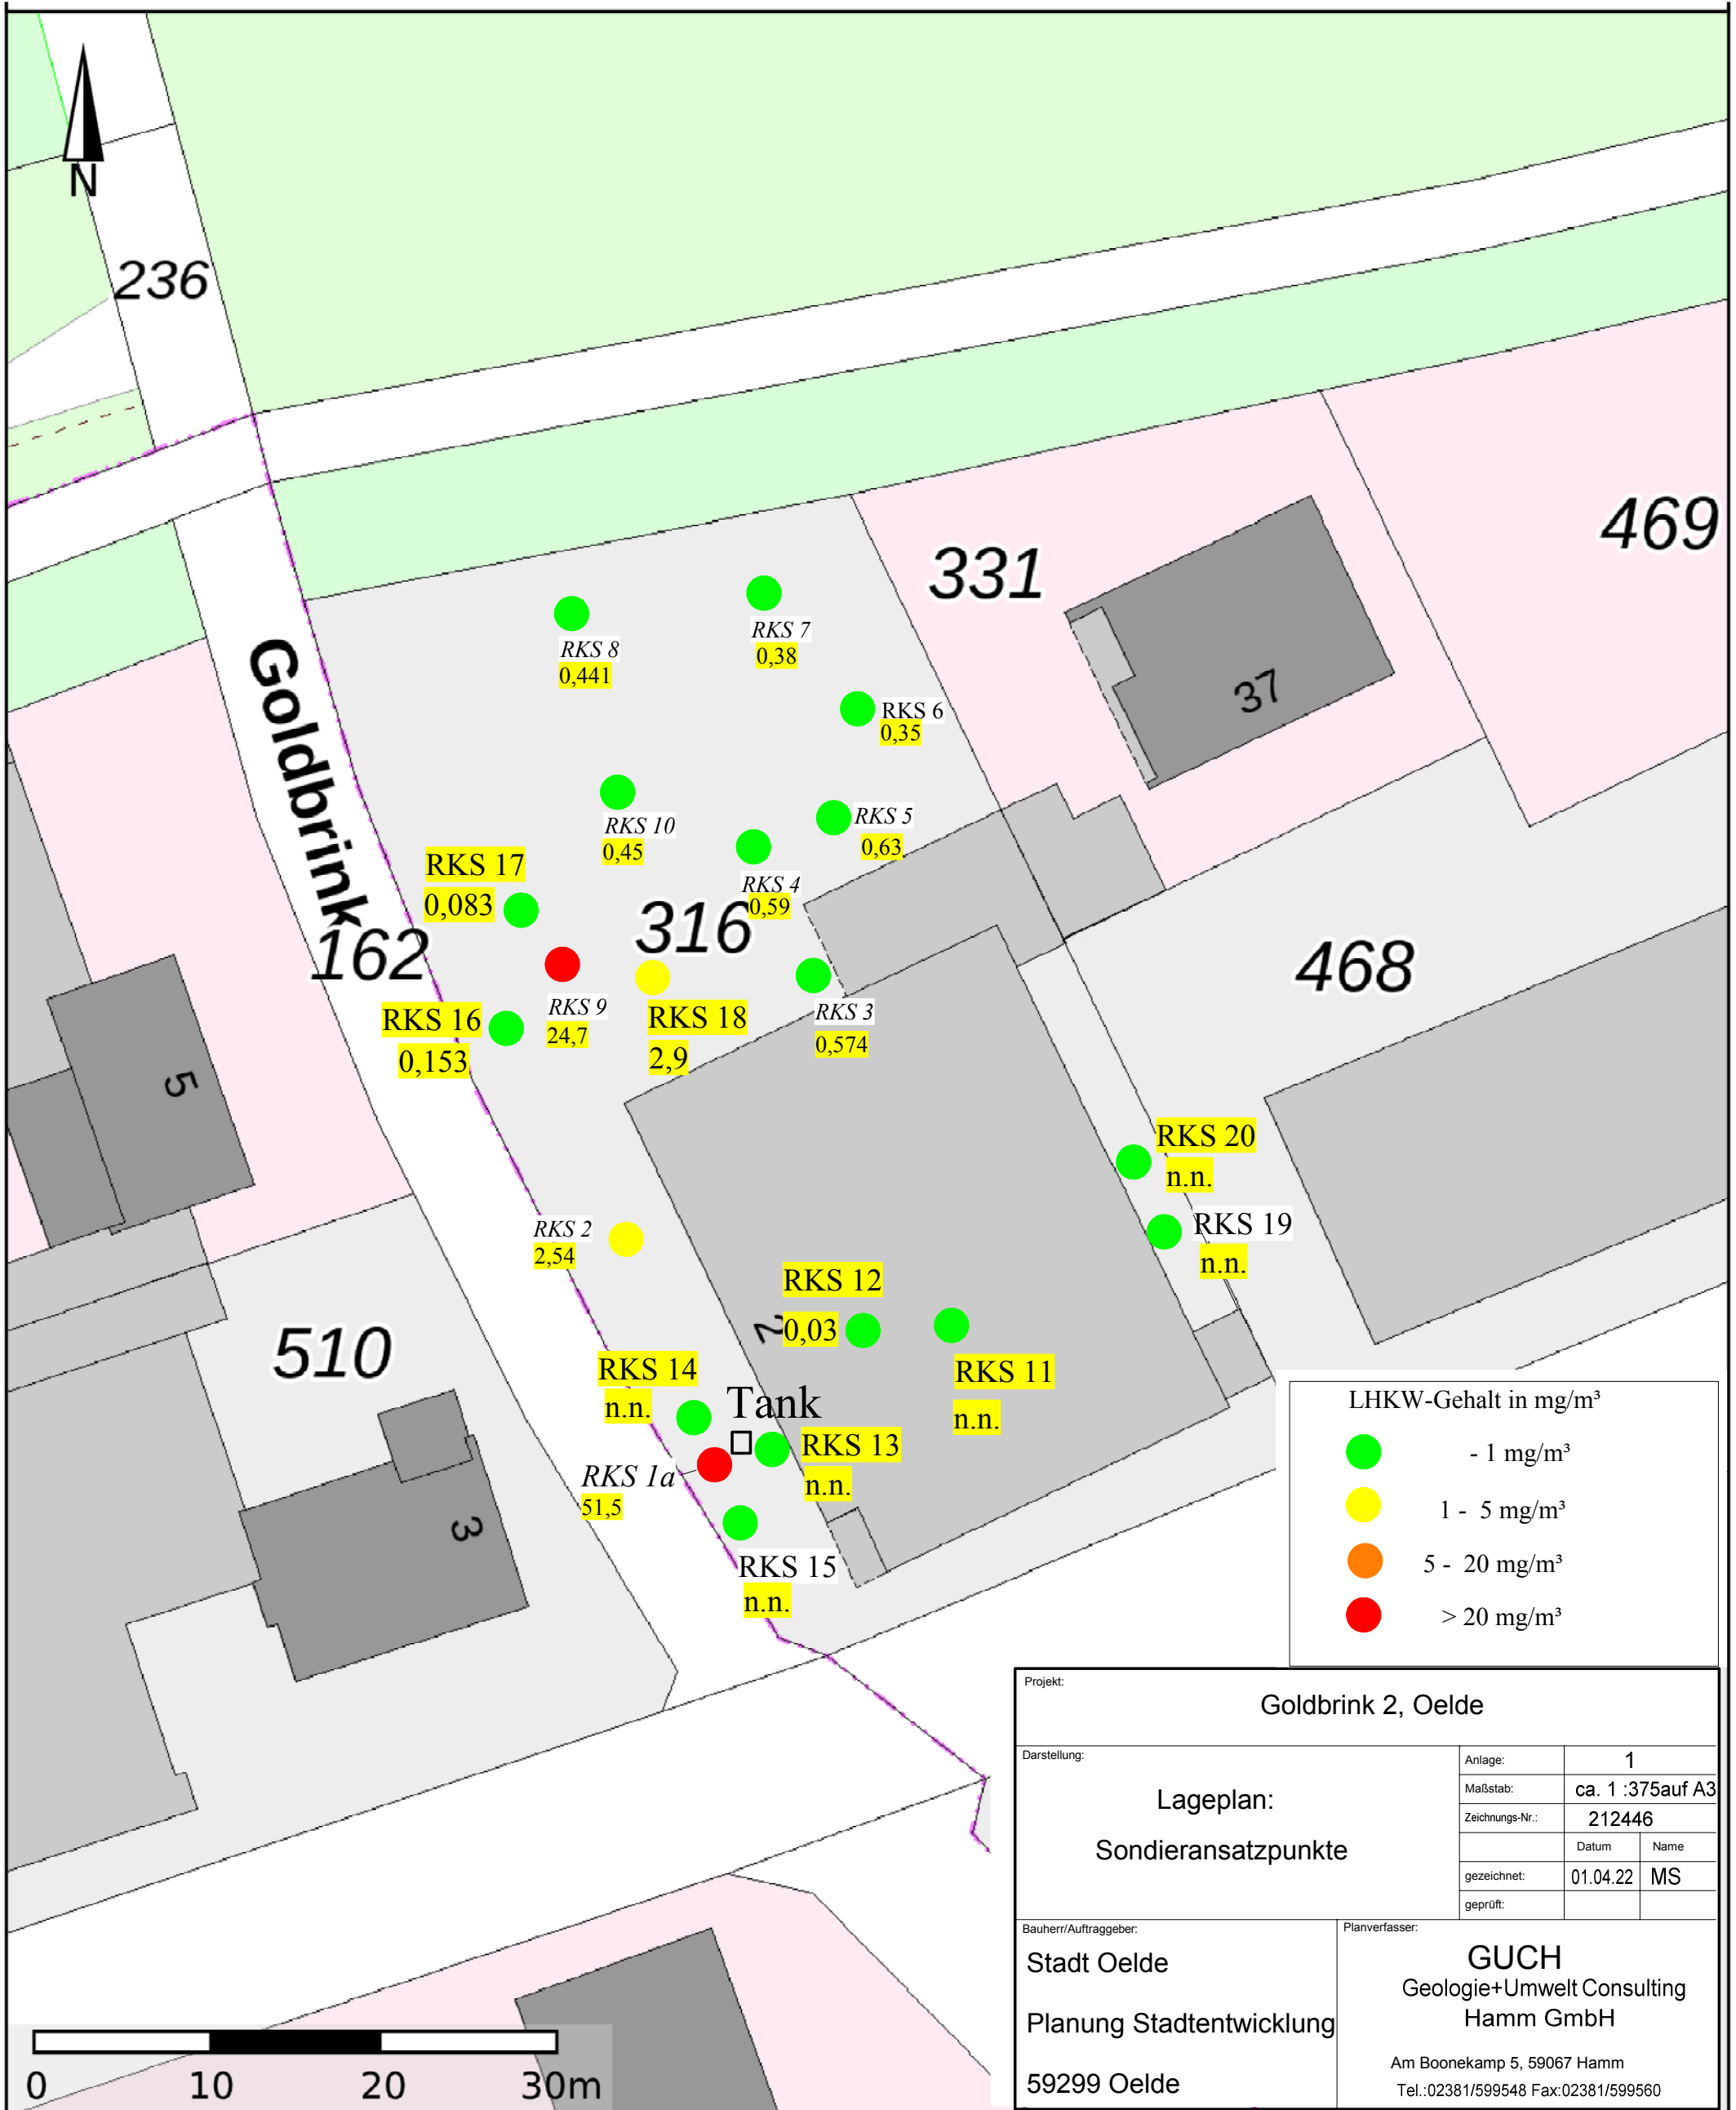 N
236
469
331
37
Goldbrink
RKS 8
0,441
RKS 7
0,38
RKS 6
0,35
RKS 10
0,45
RKS 5
0,63
RKS 4
0,59
RKS 17
0,083
316
162
468
RKS 9
24,7
RKS 16
0,153
RKS 18
2,9
RKS 3
0,574
5
RKS 20
n.n.
RKS 19
n.n.
RKS 2
2,54
RKS 12
2
0,03
RKS 11
n.n.
510
RKS 14
n.n.
Tank
RKS 13
n.n.
RKS 1a
51,5
3
RKS 15
n.n.
LHKW-Gehalt in mg/m³
- 1 mg/m³
1 - 5 mg/m³
5 - 20 mg/m³
> 20 mg/m³
Projekt:
Goldbrink 2, Oelde
Darstellung:
Lageplan:
Sondieransatzpunkte
Anlage: 1
Maßstab: ca. 1 :375auf A3
Zeichnungs-Nr.: 212446
Datum Name
gezeichnet: 01.04.22 MS
geprüft:
Bauherr/Auftraggeber:
Stadt Oelde
Planung Stadtentwicklung
59299 Oelde
Planverfasser:
GUCH
Geologie+Umwelt Consulting
Hamm GmbH
Am Boonekamp 5, 59067 Hamm
Tel.:02381/599548 Fax:02381/599560
0 10 20 30m